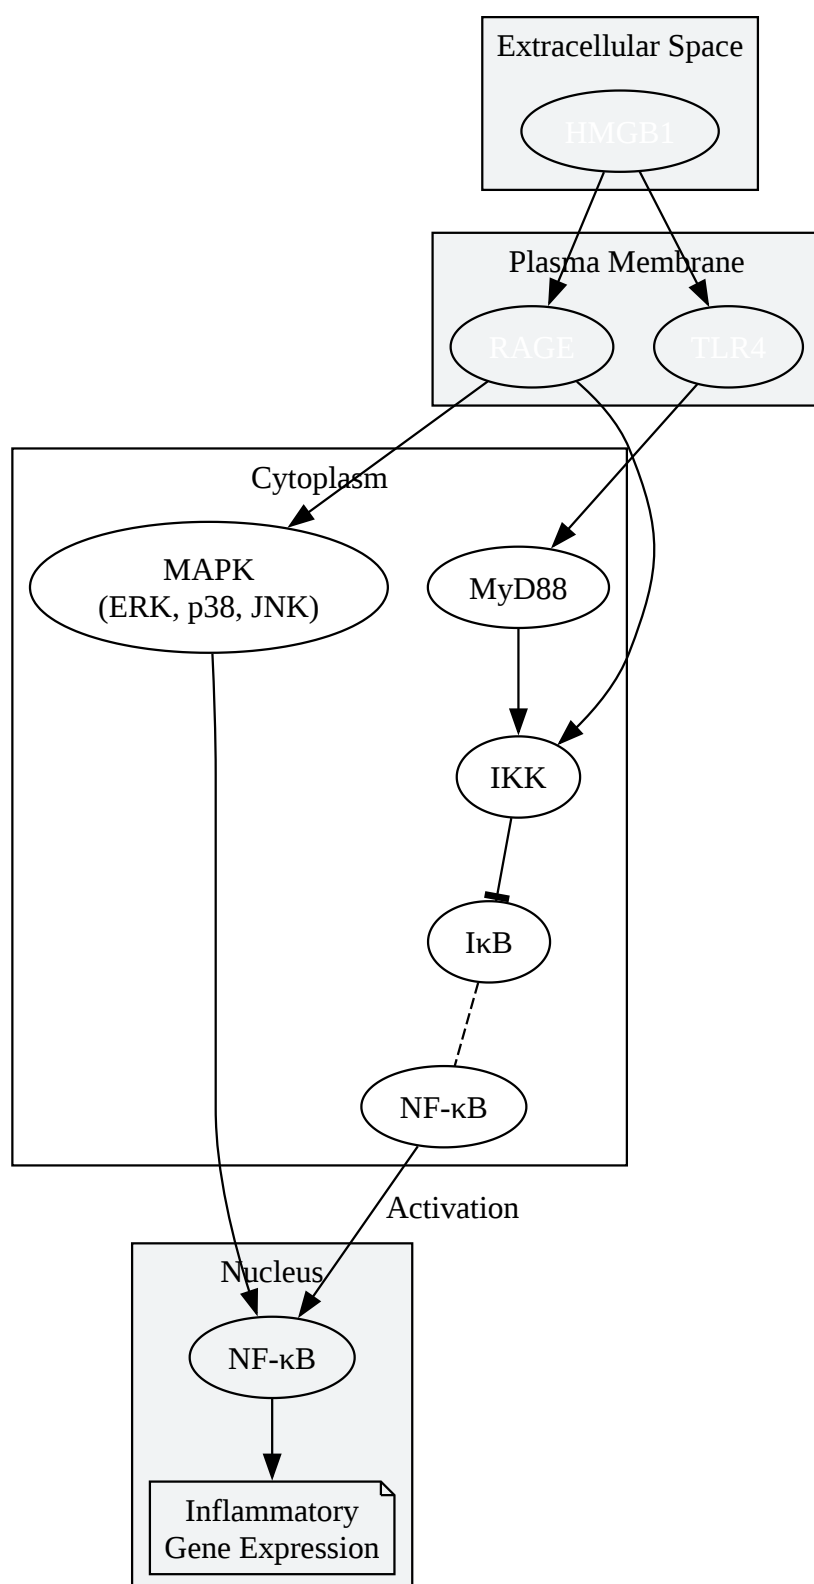 Extracellular Space
HMGB1
Plasma Membrane
RAGE
TLR4
Cytoplasm
MAPK
(ERK, p38, JNK)
MyD88
IKK
IκB
NF-κB
Activation
Nucleus
NF-κB
Inflammatory
Gene Expression